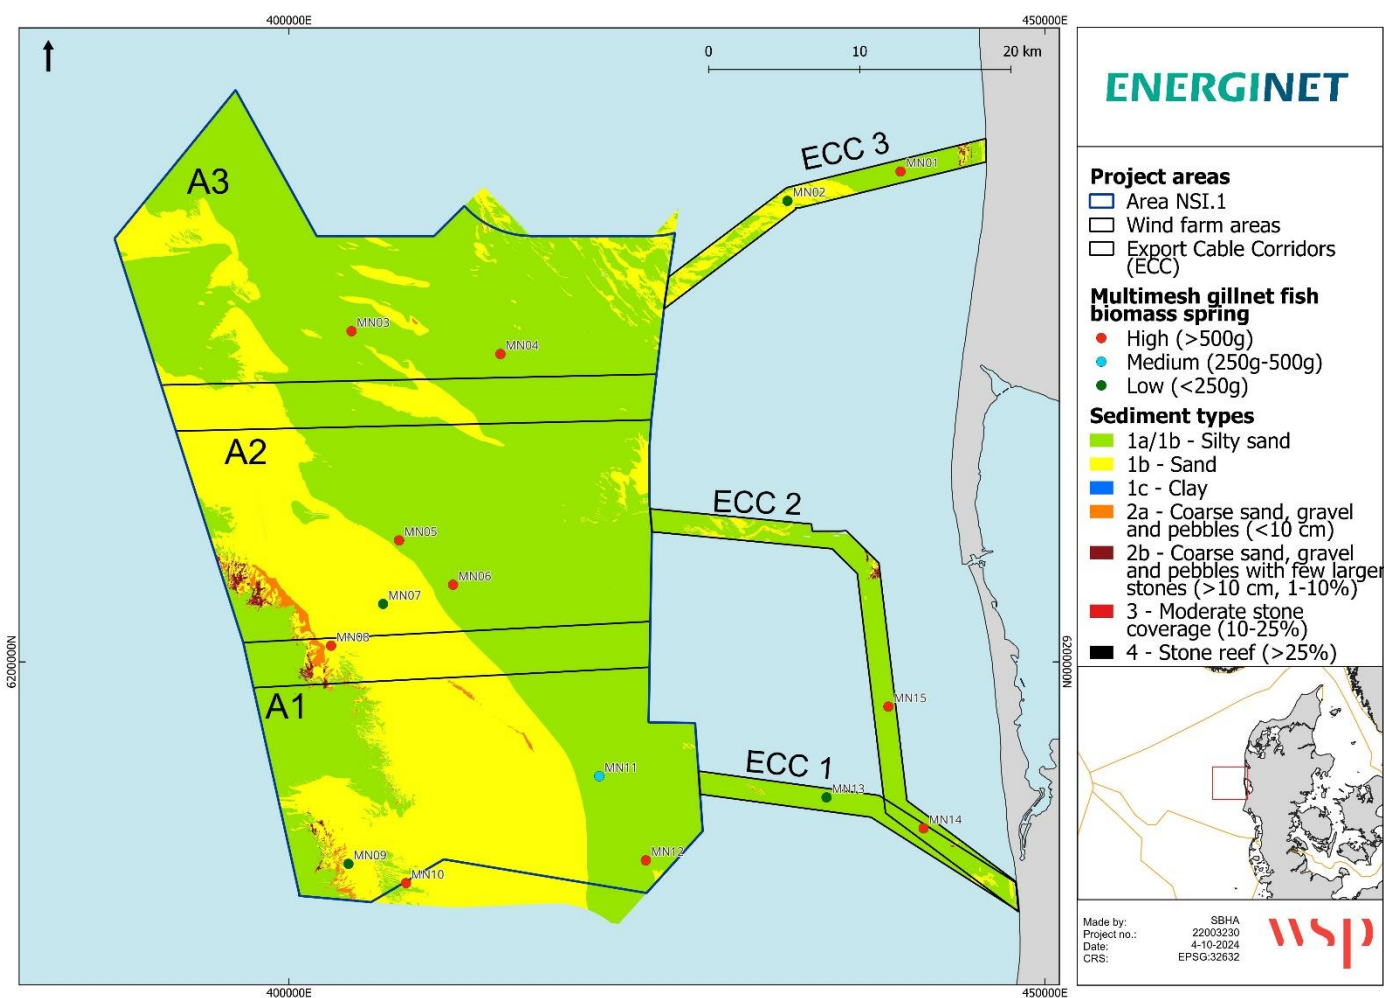 400000E
450000E
0 10 20 km
ENERGINET
Project areas
Area NSI.1
Wind farm areas
Export Cable Corridors
(ECC)
Multimesh gillnet fish
biomass spring
High (>500g)
Medium (250g-500g)
Low (<250g)
Sediment types
1a/1b - Silty sand
1b - Sand
1c - Clay
2a - Coarse sand, gravel
and pebbles (<10 cm)
2b - Coarse sand, gravel
and pebbles with few larger
stones (>10 cm, 1-10%)
3 - Moderate stone
coverage (10-25%)
4 - Stone reef (>25%)
ECC 3
MN01
A3
MN02
MN03
MN04
A2
ECC 2
MN05
MN06
MN07
MN08
6200000N
6200000N
A1
MN15
ECC 1
MN11
MN13
MN14
MN12
MN09
MN10
400000E
450000E
Made by: SBHA
Project no.: 22003230
Date: 4-10-2024
CRS: EPSG:32632
wsp